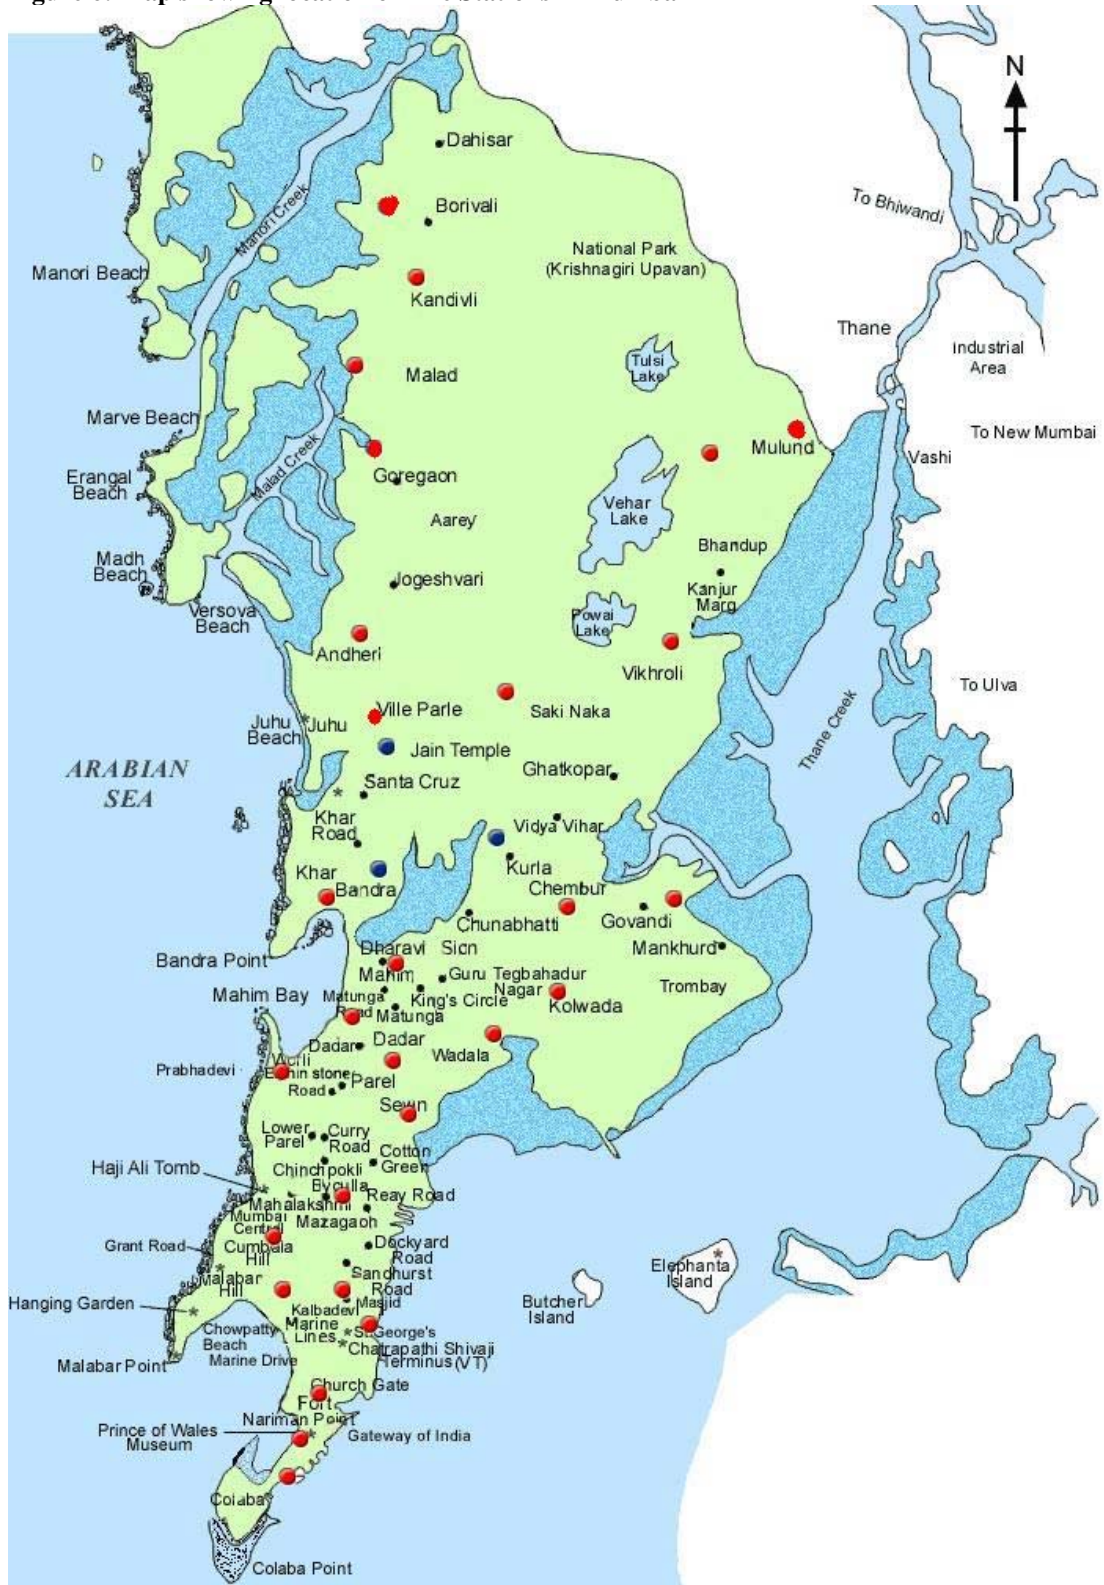 N
Dahisar
To Bhiwandi
Borivali
Manori Creek
National Park
(Krishnagiri Upavan)
Manori Beach
Kandivli
Thane
Industrial
Area
Tulsi
Lake
Malad
Marve Beach
To New Mumbai
Mulund
Vashi
Malad Creek
Goregaon
Erangal
Beach
Vehar
Lake
Aarey
Bhandup
Madh
Beach
Jogeshvari
Kanjur
Marg
Versova
Beach
Powai
Lake
Andheri
Vikhroli
To Ulva
Ville Parle
Saki Naka
Juhu
Beach
Juhu
Thane Creek
Jain Temple
ARABIAN
SEA
Ghatkopar
Santa Cruz
Khar
Road
Vidya Vihar
Khar
Kurla
Bandra
Chembur
Chunabhatti
Govandi
Dharavi
Sion
Mankhurd
Bandra Point
Mahim
Guru Tegbahadur
Nagar
Trombay
Mahim Bay
Matunga
King's Circle
Kolwada
Matunga
Dadar
Dadar
Wadala
Prabhadevi
Road
Parel
Lower
Parel
Curry
Road
Cotton
Green
Haji Ali Tomb
Chinchpokli
Byculla
Mahalakshmi
Reay Road
Mumbai
Mazagaoh
Grant Road
Cumbala
Hill
Dockyard
Road
Malabar
Hill
Sandhurst
Road
Elephanta
Island
Hanging Garden
Kalbadevi
Masjid
Butcher
Island
Marine
Lines
St.George's
Chowpatty
Beach
Chatrapathi Shivaji
Terminus (VT)
Malabar Point
Marine Drive
Church Gate
Fort
Nariman Point
Prince of Wales
Museum
Gateway of India
Colaba
Colaba Point